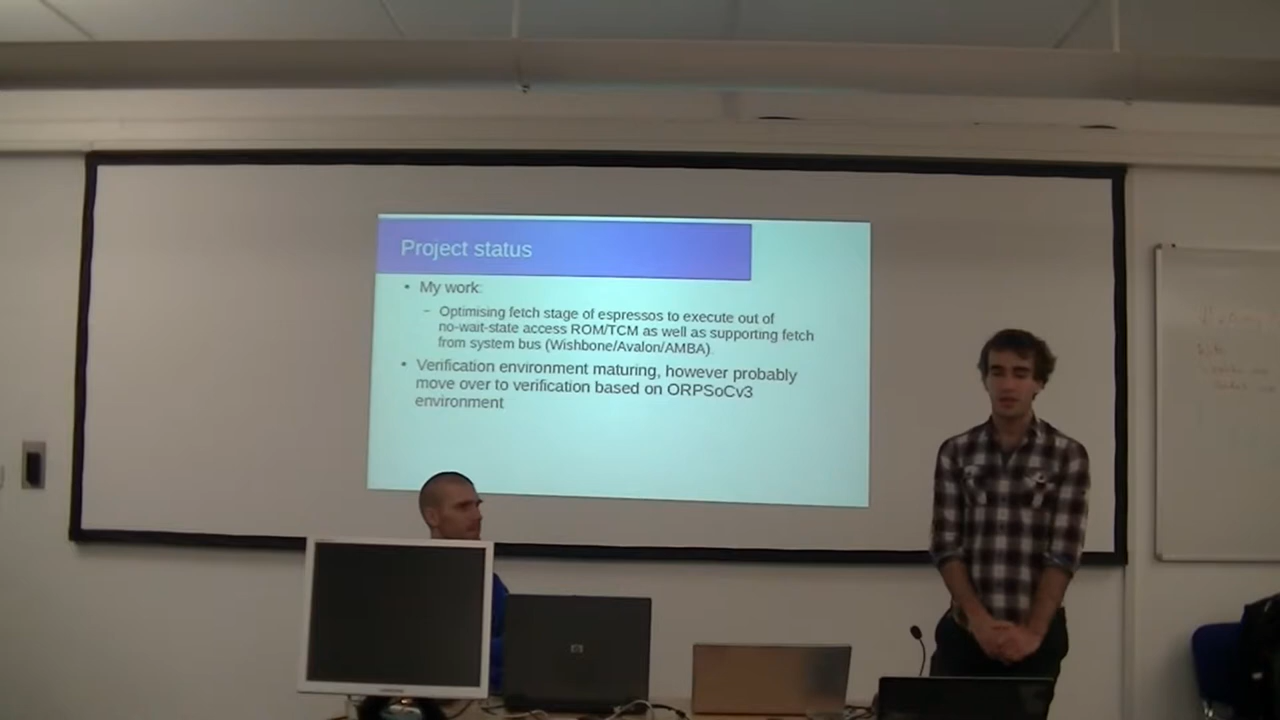 Project status
• My work:
– Optimising fetch stage of espressos to execute out of
no-wait-state access ROM/TCM as well as supporting fetch
from system bus (Wishbone/Avalon/AMBA)
• Verification environment maturing, however probably
move over to verification based on ORPSoCv3
environment
hp